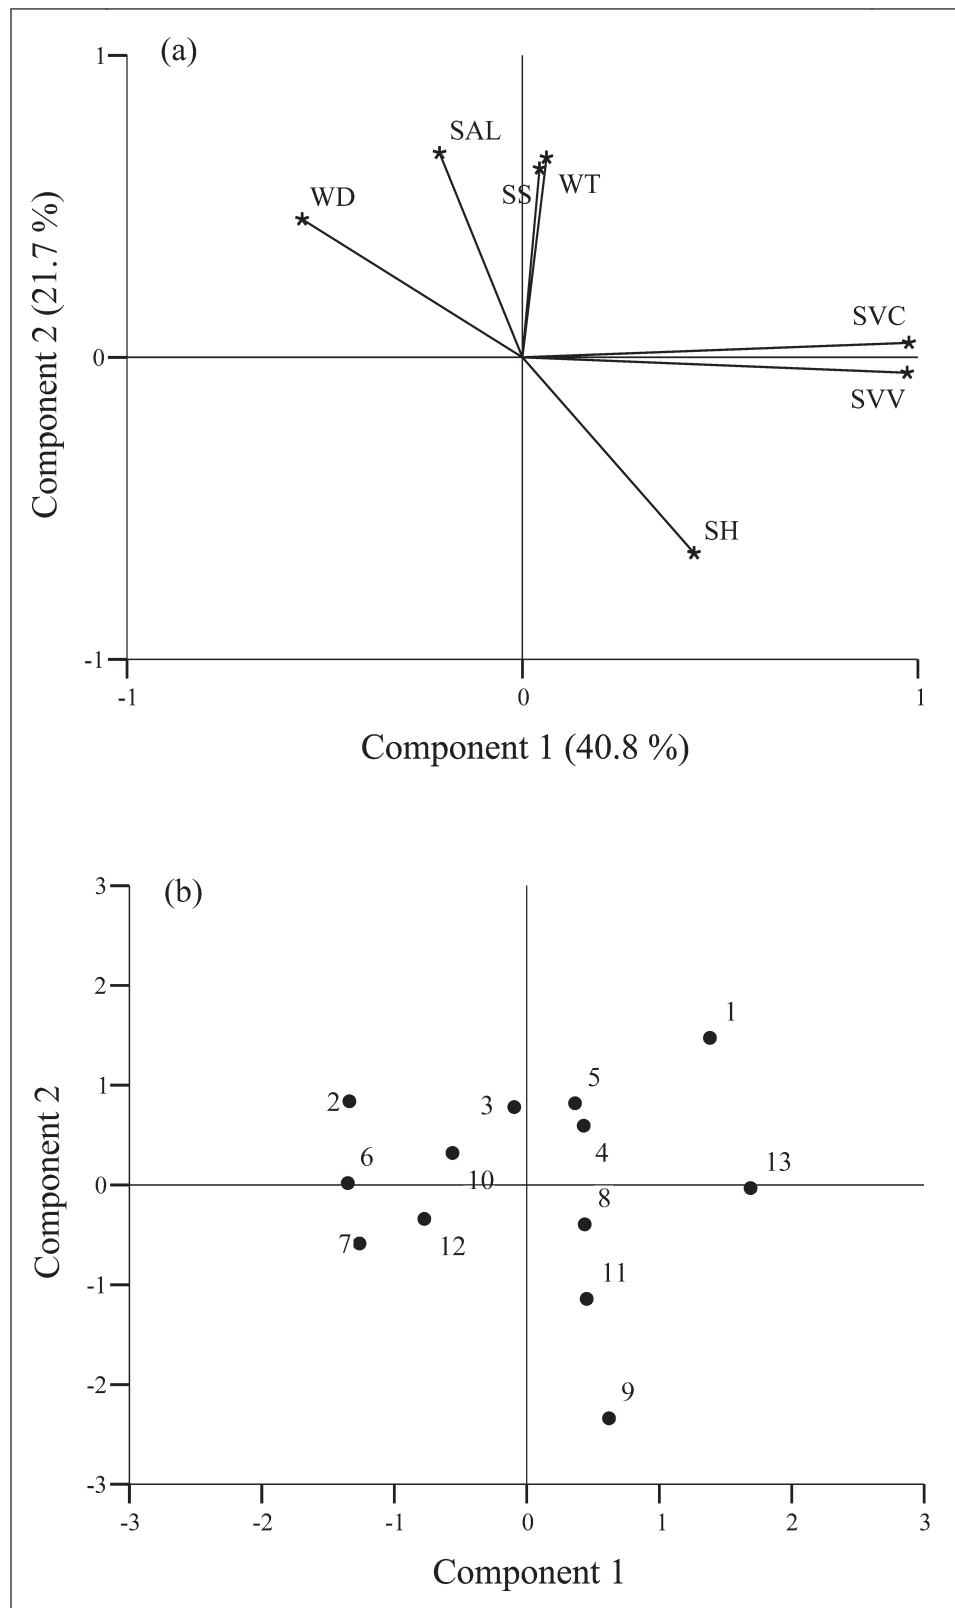 (a)
1
SAL
WD
SS
WT
SVC
0
SVV
SH
-1
-1 0 1
Component 2 (21.7 %)
Component 1 (40.8 %)
(b)
3
2
1
1
5
2
3
4
6
13
10
0
8
7
12
11
-1
-2
9
-3
-3 -2 -1 0 1 2 3
Component 2
Component 1